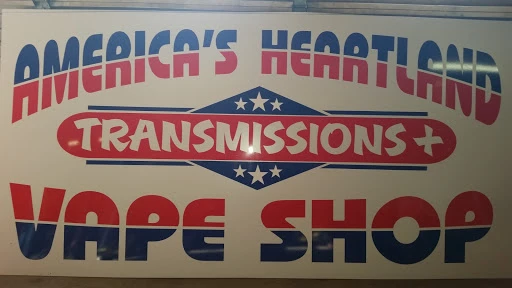 AMERICA'S HEARTLAND
TRANSMISSIONS +
VAPE SHOP